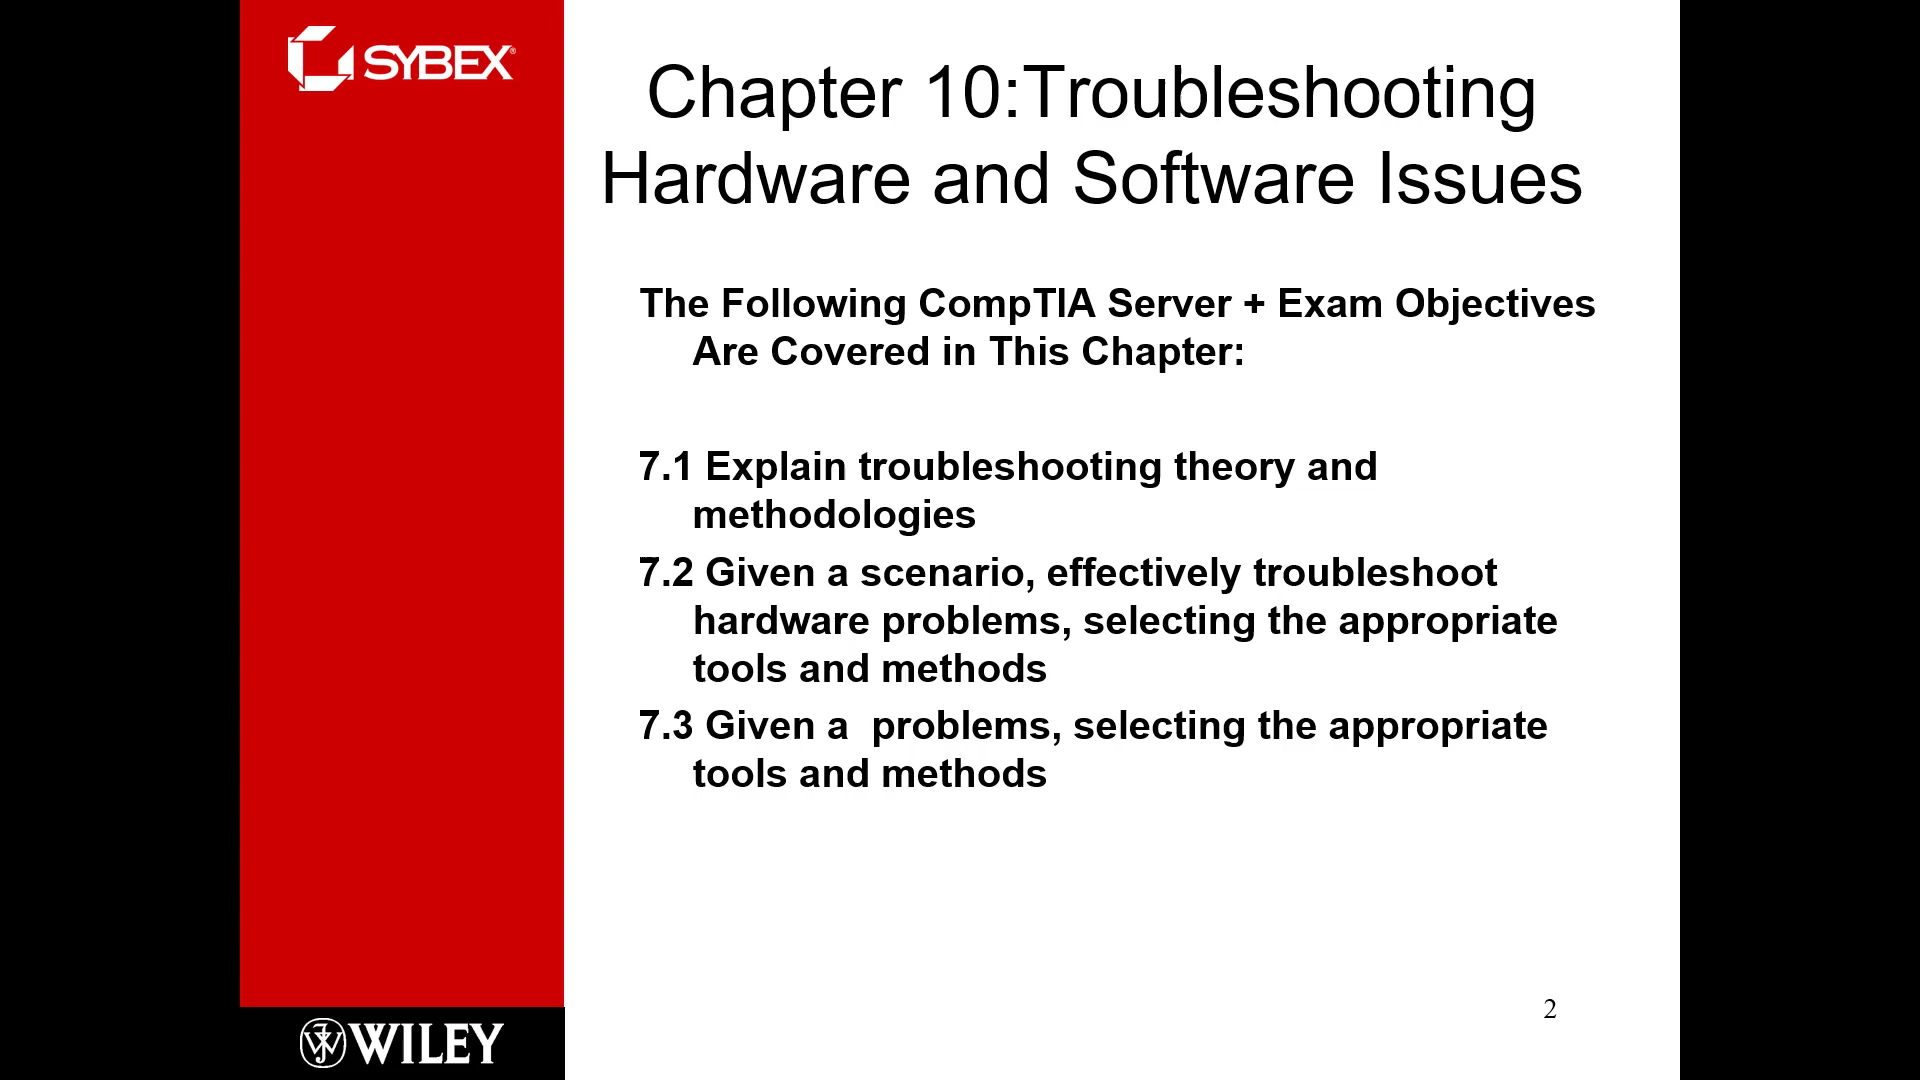 SYBEX®
Chapter 10:Troubleshooting
Hardware and Software Issues
The Following CompTIA Server + Exam Objectives
Are Covered in This Chapter:
7.1 Explain troubleshooting theory and
methodologies
7.2 Given a scenario, effectively troubleshoot
hardware problems, selecting the appropriate
tools and methods
7.3 Given a  problems, selecting the appropriate
tools and methods
2
WILEY